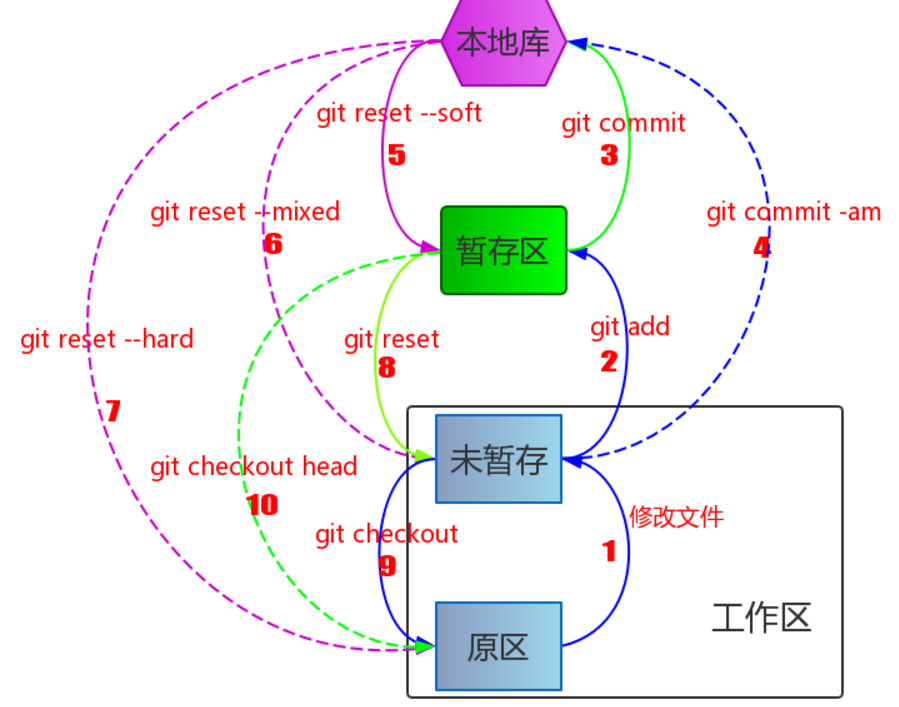 本地库
git reset --soft
5
git commit
3
git reset --mixed
6
git commit -am
4
暂存区
git reset --hard
7
git reset
8
git add
2
未暂存
git checkout head
10
git checkout
9
修改文件
1
工作区
原区